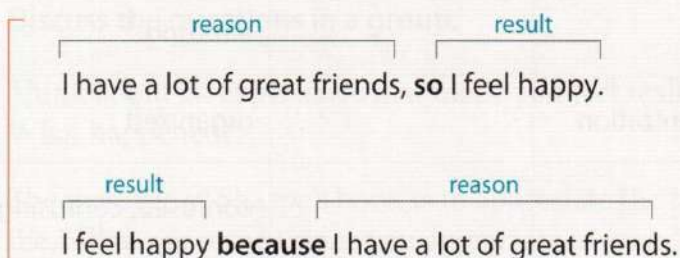 reason result
I have a lot of great friends, so I feel happy.
result reason
I feel happy because I have a lot of great friends.